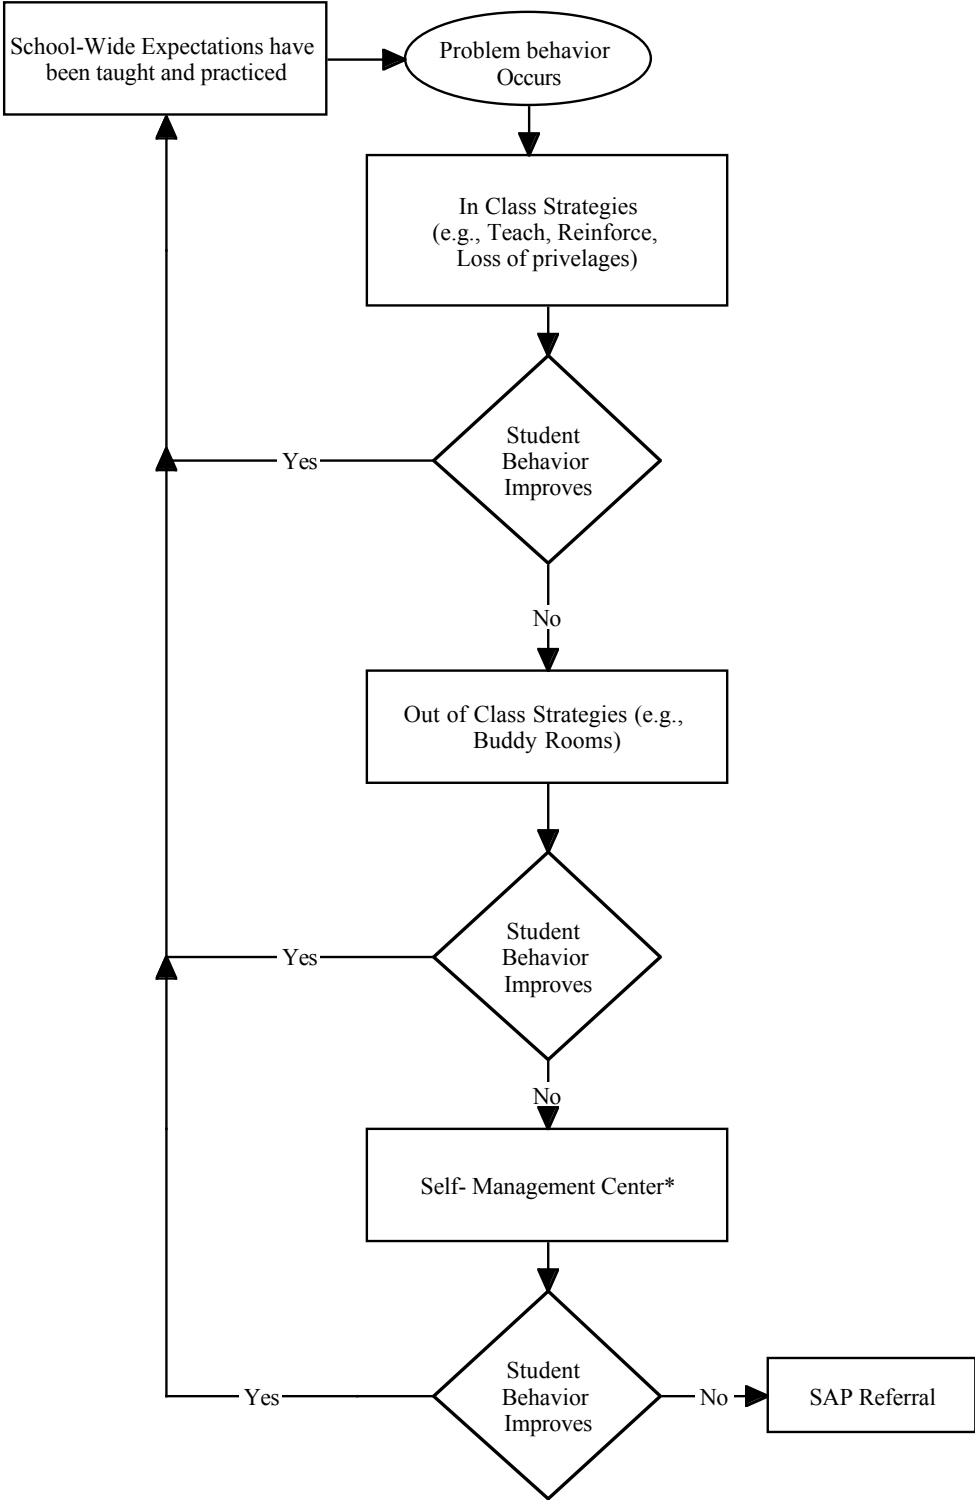 School-Wide Expectations have
been taught and practiced
Problem behavior
Occurs
In Class Strategies
(e.g., Teach, Reinforce,
Loss of privelages)
Student
Behavior
Improves
Yes
No
Out of Class Strategies (e.g.,
Buddy Rooms)
Student
Behavior
Improves
Yes
No
Self- Management Center*
Student
Behavior
Improves
Yes
No
SAP Referral